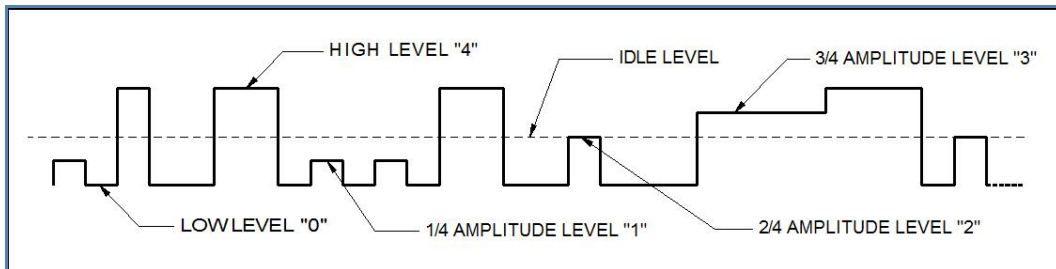 HIGH LEVEL "4"
IDLE LEVEL
3/4 AMPLITUDE LEVEL "3"
LOW LEVEL "0"
1/4 AMPLITUDE LEVEL "1"
2/4 AMPLITUDE LEVEL "2"